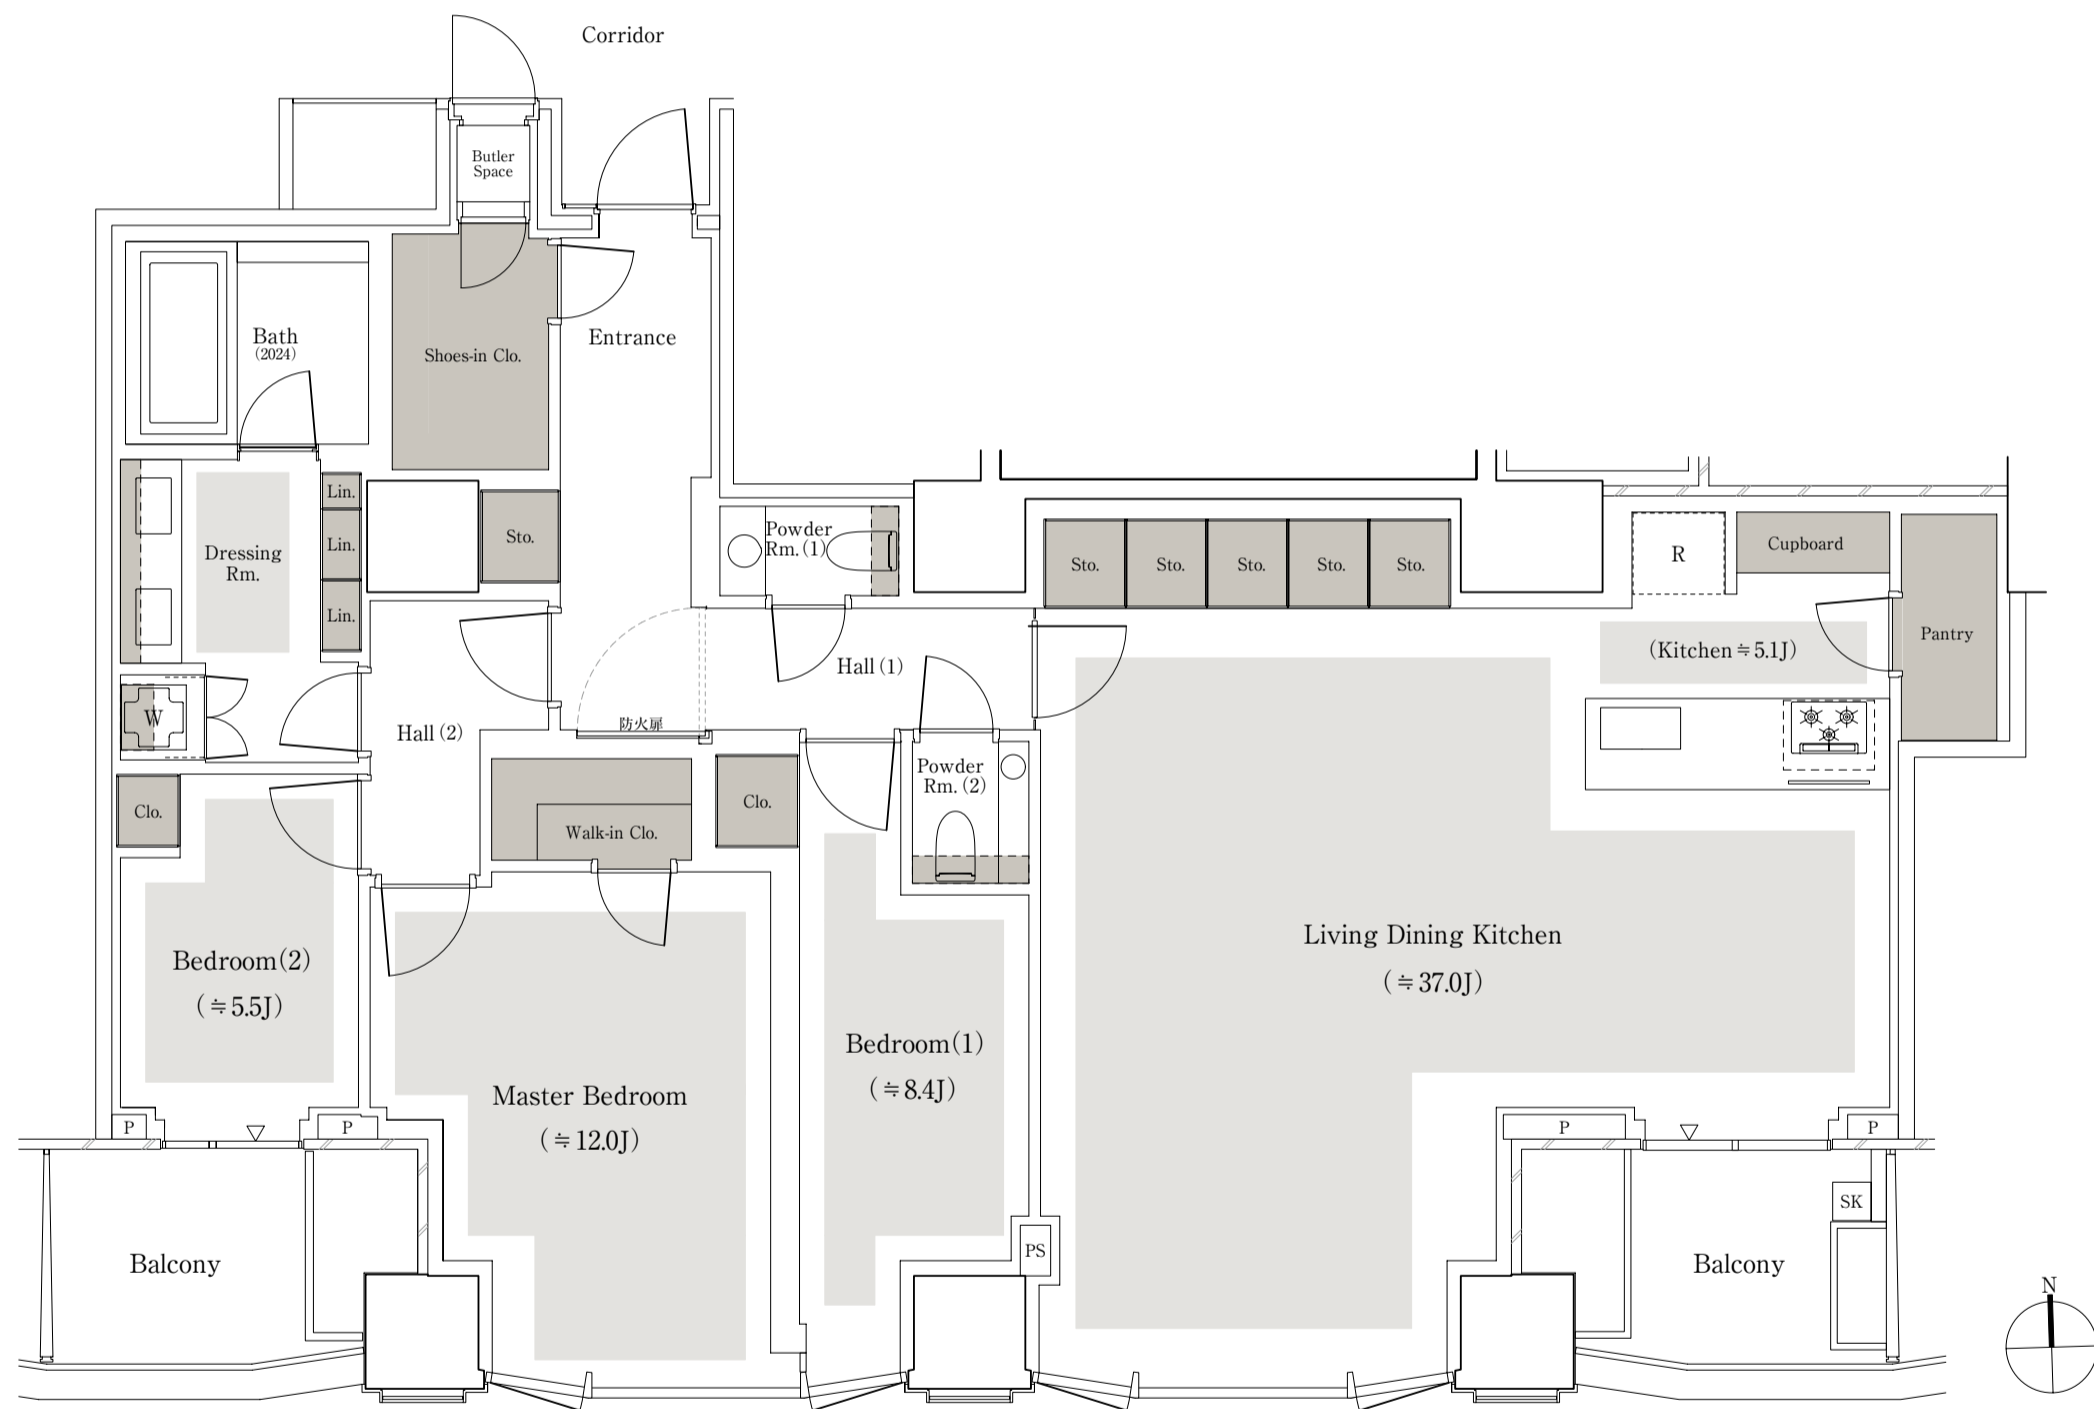 Corridor
Butler
Space
Bath
(2024)
Shoes-in Clo.
Entrance
Lin.
Lin.
Lin.
Dressing
Rm.
Sto.
Powder
Rm. (1)
Sto.
Sto.
Sto.
Sto.
Sto.
R
Cupboard
Pantry
(Kitchen≒5.1J)
Hall (1)
W
Hall (2)
防火扉
Powder
Rm. (2)
Clo.
Walk-in Clo.
Clo.
Bedroom(2)
(≒5.5J)
Master Bedroom
(≒12.0J)
Bedroom(1)
(≒8.4J)
Living Dining Kitchen
(≒37.0J)
P
P
P
P
SK
PS
Balcony
Balcony
N